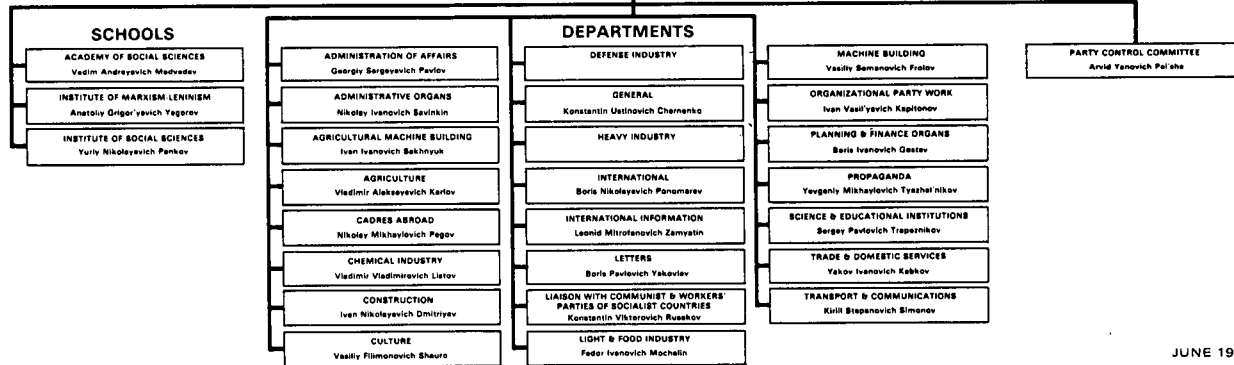 SCHOOLS
ACADEMY OF SOCIAL SCIENCES
Vadim Andreyevich Medvedev
INSTITUTE OF MARXISM-LENINISM
Anatoliy Grigor'yevich Yegorov
INSTITUTE OF SOCIAL SCIENCES
Yuriy Nikolayevich Pankov
DEPARTMENTS
ADMINISTRATION OF AFFAIRS
Georgiy Sergeyevich Pavlov
ADMINISTRATIVE ORGANS
Nikolay Ivanovich Savinkin
AGRICULTURAL MACHINE BUILDING
Ivan Ivanovich Sakhnyuk
AGRICULTURE
Vladimir Alekseyevich Karlov
CADRES ABROAD
Nikolay Mikhaylovich Pegov
CHEMICAL INDUSTRY
Vladimir Vladimirovich Listov
CONSTRUCTION
Ivan Nikolayevich Dmitriyev
CULTURE
Vasiliy Filimonovich Shauro
DEFENSE INDUSTRY
GENERAL
Konstantin Ustinovich Chernenko
HEAVY INDUSTRY
INTERNATIONAL
Boris Nikolayevich Ponomarev
INTERNATIONAL INFORMATION
Leonid Mitrofanovich Zamyatin
LETTERS
Boris Pavlovich Yakovlev
LIAISON WITH COMMUNIST & WORKERS'
PARTIES OF SOCIALIST COUNTRIES
Konstantin Viktorovich Rusakov
LIGHT & FOOD INDUSTRY
Fedor Ivanovich Mochalin
MACHINE BUILDING
Vasiliy Semenovich Frolov
ORGANIZATIONAL PARTY WORK
Ivan Vasil'yevich Kapitonov
PLANNING & FINANCE ORGANS
Boris Ivanovich Gostev
PROPAGANDA
Yevgeniy Mikhaylovich Tyazhel'nikov
SCIENCE & EDUCATIONAL INSTITUTIONS
Sergey Pavlovich Trapeznikov
TRADE & DOMESTIC SERVICES
Yakov Ivanovich Kabkov
TRANSPORT & COMMUNICATIONS
Kirill Stepanovich Simonov
PARTY CONTROL COMMITTEE
Arvid Yanovich Pel'she
JUNE 19